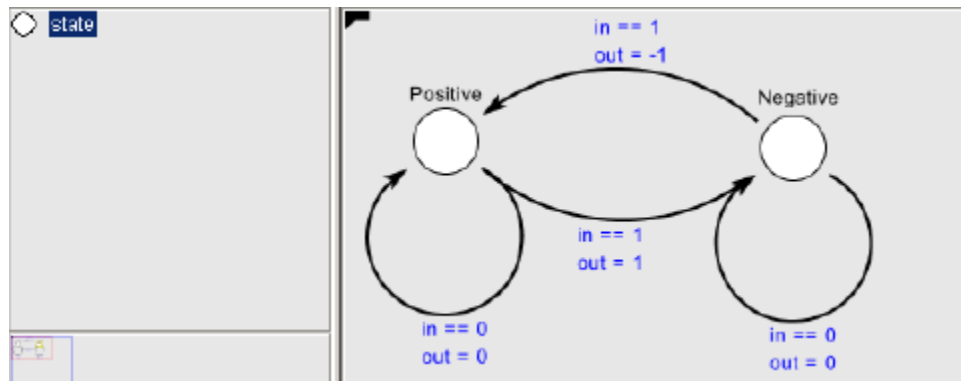 state
in == 1
out = -1
Positive
Negative
in == 1
out = 1
in == 0
out = 0
in == 0
out = 0